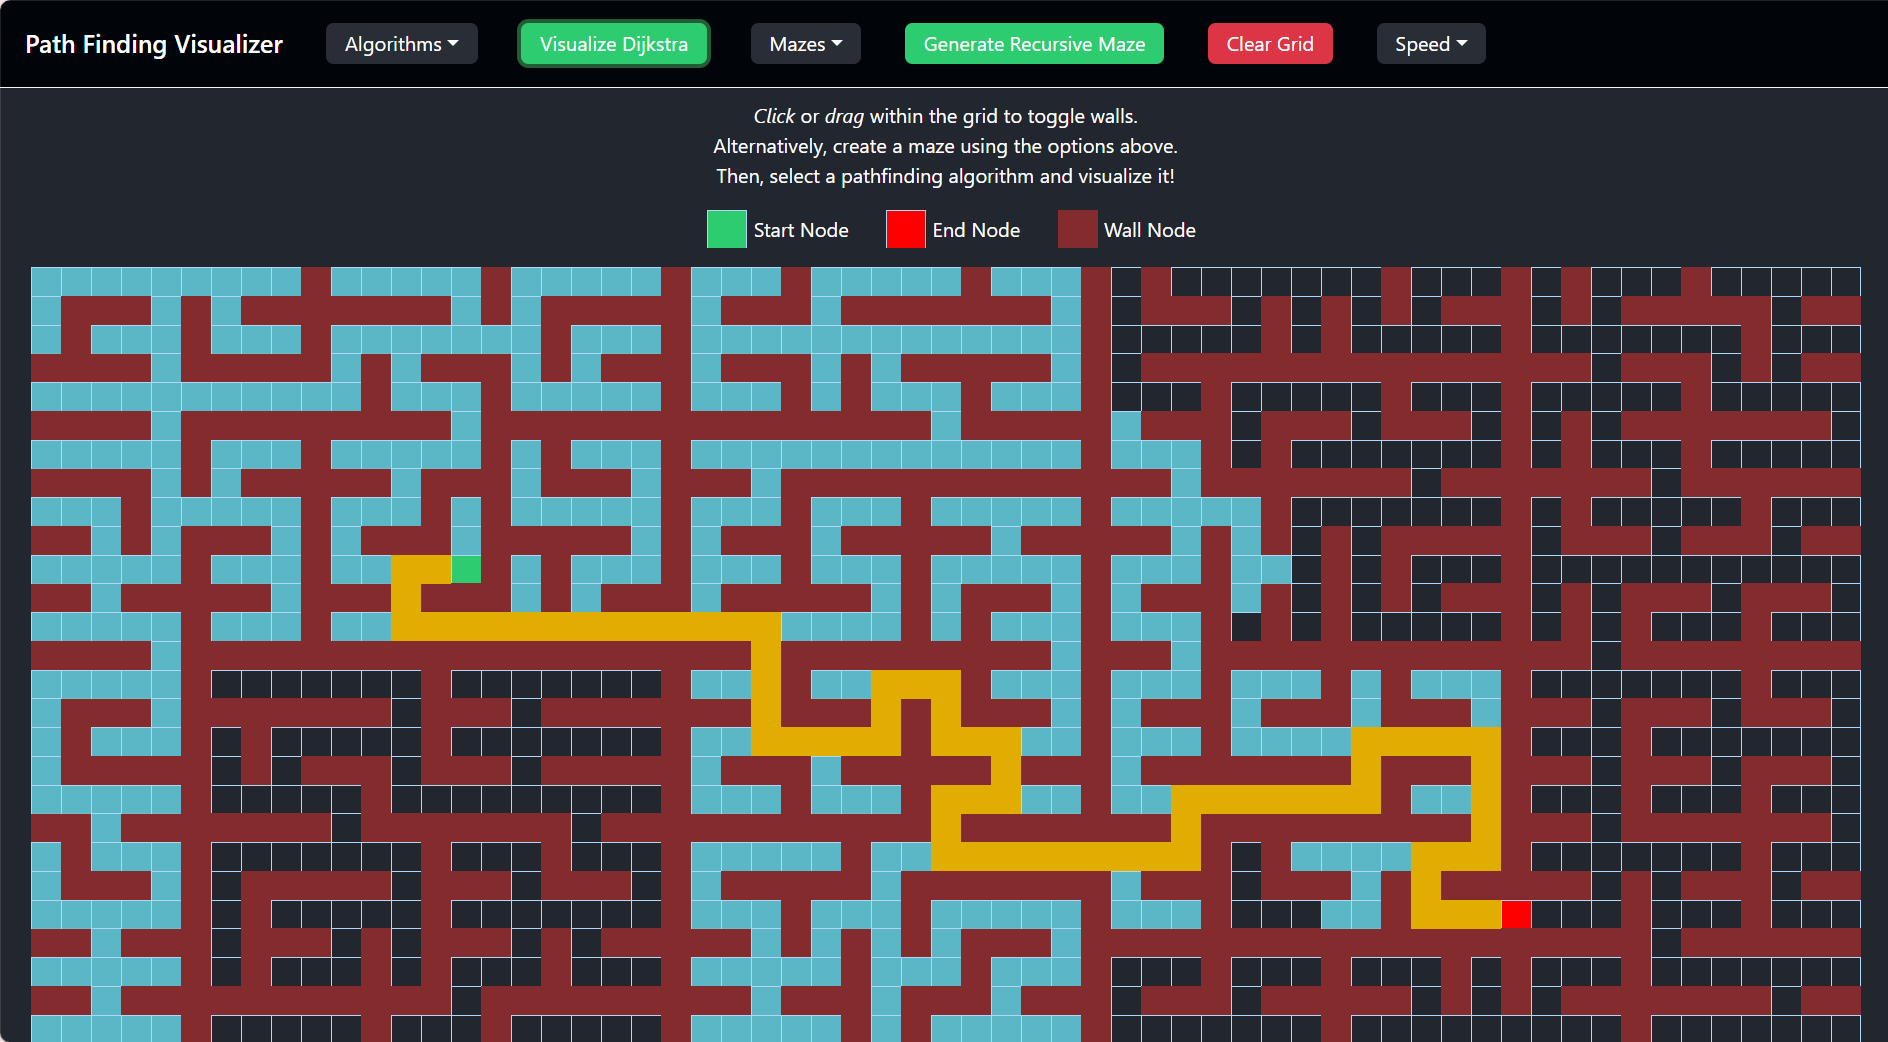 Path Finding Visualizer Algorithms Visualize Dijkstra Mazes Generate Recursive Maze Clear Grid Speed
Click or drag within the grid to toggle walls.
Alternatively, create a maze using the options above.
Then, select a pathfinding algorithm and visualize it!
Start Node End Node Wall Node